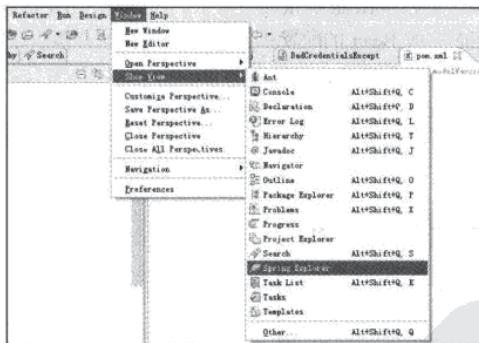 Refactor Run Design Window Help
by Search
New Window
New Editor
Open Perspective
Show View
Customize Perspective...
Save Perspective As...
Reset Perspective...
Close Perspective
Close All Perspectives
Navigation
Preferences
BadCredentialsExcept pom.xml
Ant
Console Alt+Shift+Q, C
Declaration Alt+Shift+Q, D
Error Log Alt+Shift+Q, L
Hierarchy Alt+Shift+Q, T
Javadoc Alt+Shift+Q, J
Navigator
Outline Alt+Shift+Q, O
Package Explorer Alt+Shift+Q, P
Problems Alt+Shift+Q, X
Progress
Project Explorer
Search Alt+Shift+Q, S
Spring Explorer
Task List Alt+Shift+Q, K
Tasks
Templates
Other... Alt+Shift+Q, Q